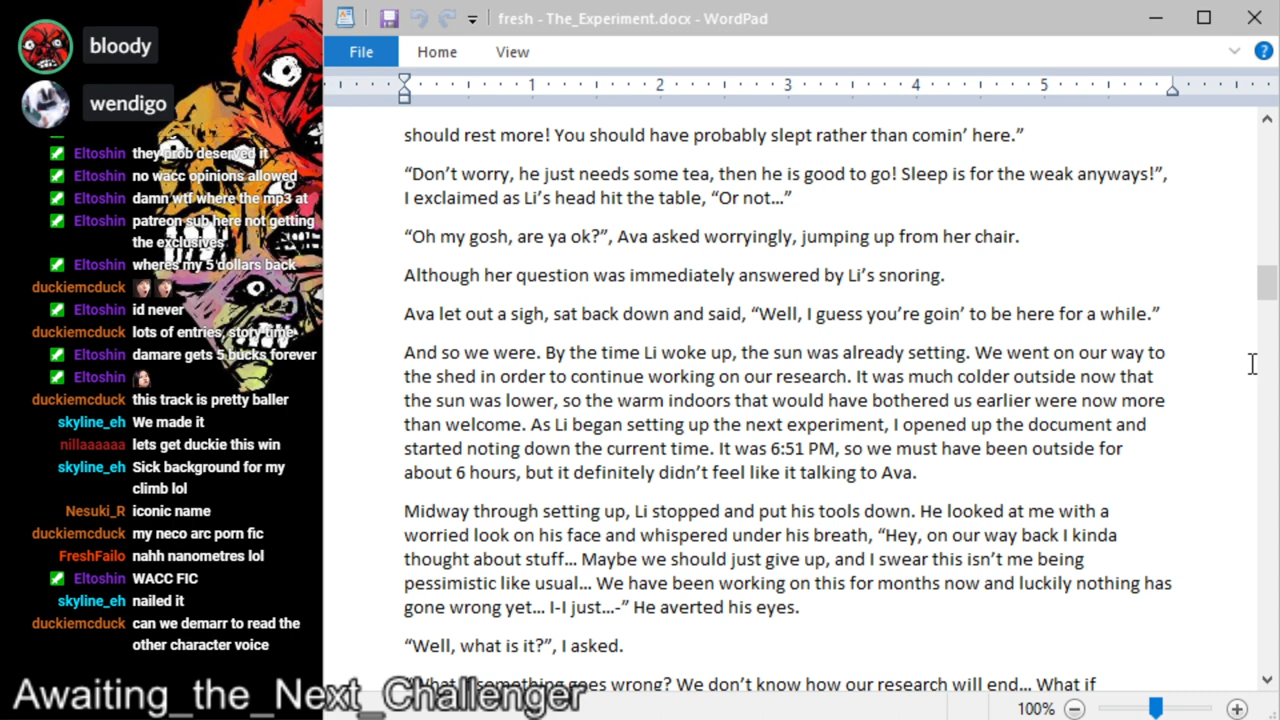 bloody
wendigo
Eltoshin they prob deserved it
Eltoshin no wacc opinions allowed
Eltoshin damn wtf where the mp3 at
Eltoshin patreon sub here not getting
the exclusives
Eltoshin wheres my 5 dollars back
duckiemcduck
Eltoshin id never
duckiemcduck lots of entries, story time
Eltoshin damare gets 5 bucks forever
Eltoshin
duckiemcduck this track is pretty baller
skyline_eh We made it
nillaaaaaa lets get duckie this win
skyline_eh Sick background for my
climb lol
Nesuki_R iconic name
duckiemcduck my neco arc porn fic
FreshFailo nahh nanometres lol
Eltoshin WACC FIC
skyline_eh nailed it
duckiemcduck can we demarr to read the
other character voice
Awaiting_the_Next_Challenger
fresh - The_Experiment.docx - WordPad
File Home View
1 2 3 4 5
should rest more! You should have probably slept rather than comin’ here.”
“Don’t worry, he just needs some tea, then he is good to go! Sleep is for the weak anyways!”,
I exclaimed as Li’s head hit the table, “Or not...”
“Oh my gosh, are ya ok?”, Ava asked worryingly, jumping up from her chair.
Although her question was immediately answered by Li’s snoring.
Ava let out a sigh, sat back down and said, “Well, I guess you’re goin’ to be here for a while.”
And so we were. By the time Li woke up, the sun was already setting. We went on our way to
the shed in order to continue working on our research. It was much colder outside now that
the sun was lower, so the warm indoors that would have bothered us earlier were now more
than welcome. As Li began setting up the next experiment, I opened up the document and
started noting down the current time. It was 6:51 PM, so we must have been outside for
about 6 hours, but it definitely didn’t feel like it talking to Ava.
Midway through setting up, Li stopped and put his tools down. He looked at me with a
worried look on his face and whispered under his breath, “Hey, on our way back I kinda
thought about stuff... Maybe we should just give up, and I swear this isn’t me being
pessimistic like usual... We have been working on this for months now and luckily nothing has
gone wrong yet... I-I just...-” He averted his eyes.
“Well, what is it?”, I asked.
“What if something goes wrong? We don’t know how our research will end... What if
100%